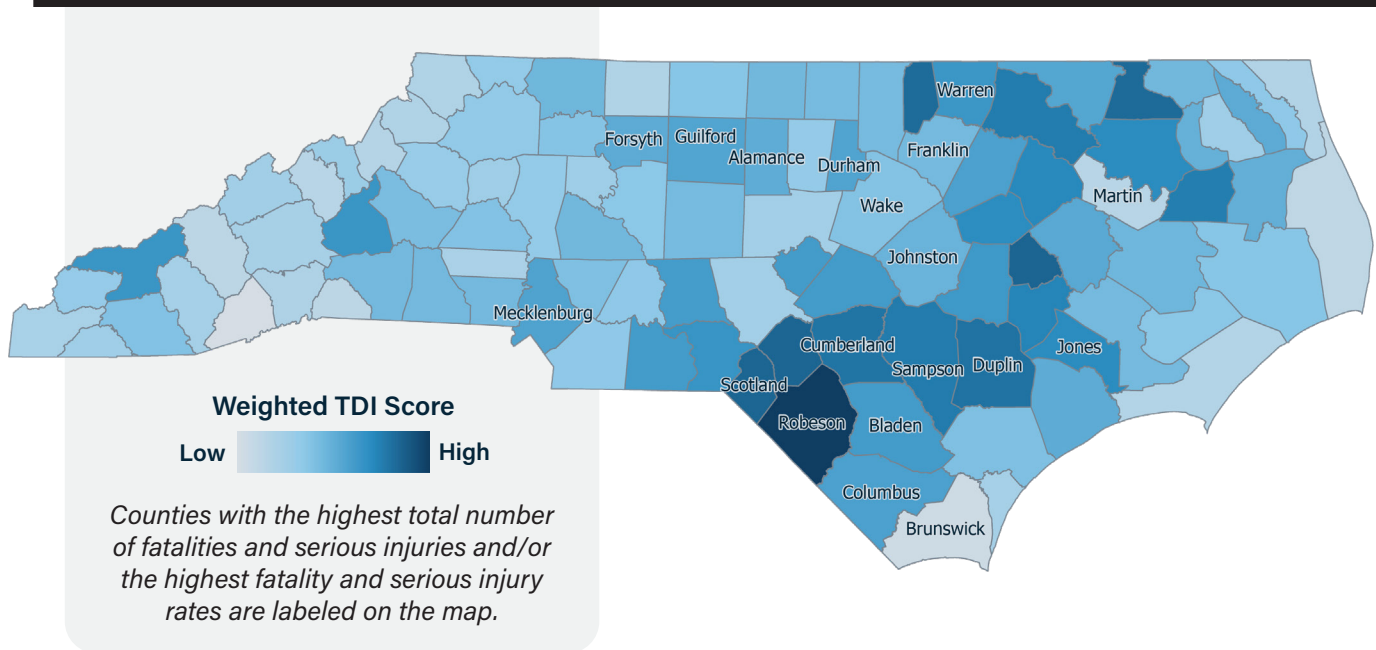 Warren
Forsyth
Guilford
Alamance
Durham
Franklin
Martin
Wake
Johnston
Mecklenburg
Cumberland
Jones
Sampson
Duplin
Scotland
Robeson
Bladen
Columbus
Brunswick
Weighted TDI Score
Low High
Counties with the highest total number
of fatalities and serious injuries and/or
the highest fatality and serious injury
rates are labeled on the map.